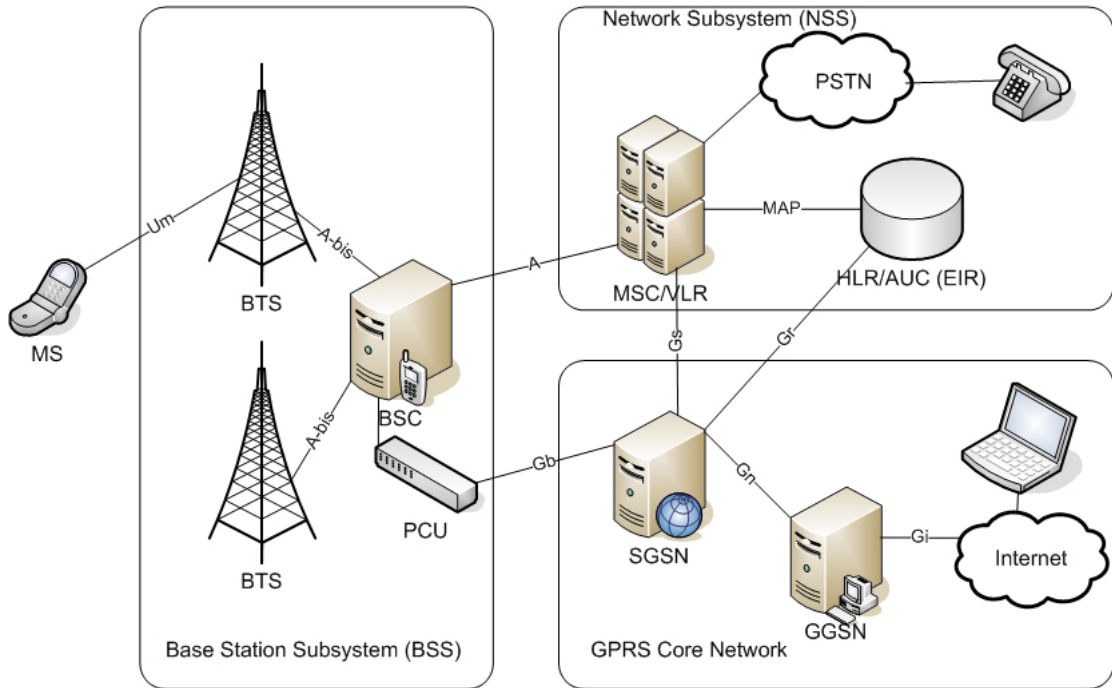 Network Subsystem (NSS)
PSTN
Um
A-bis
BTS
A
MAP
MSC/VLR
HLR/AUC (EIR)
MS
Gs
Gr
A-bis
BSC
Gb
PCU
Gn
SGSN
Gi
Internet
BTS
GGSN
Base Station Subsystem (BSS)
GPRS Core Network